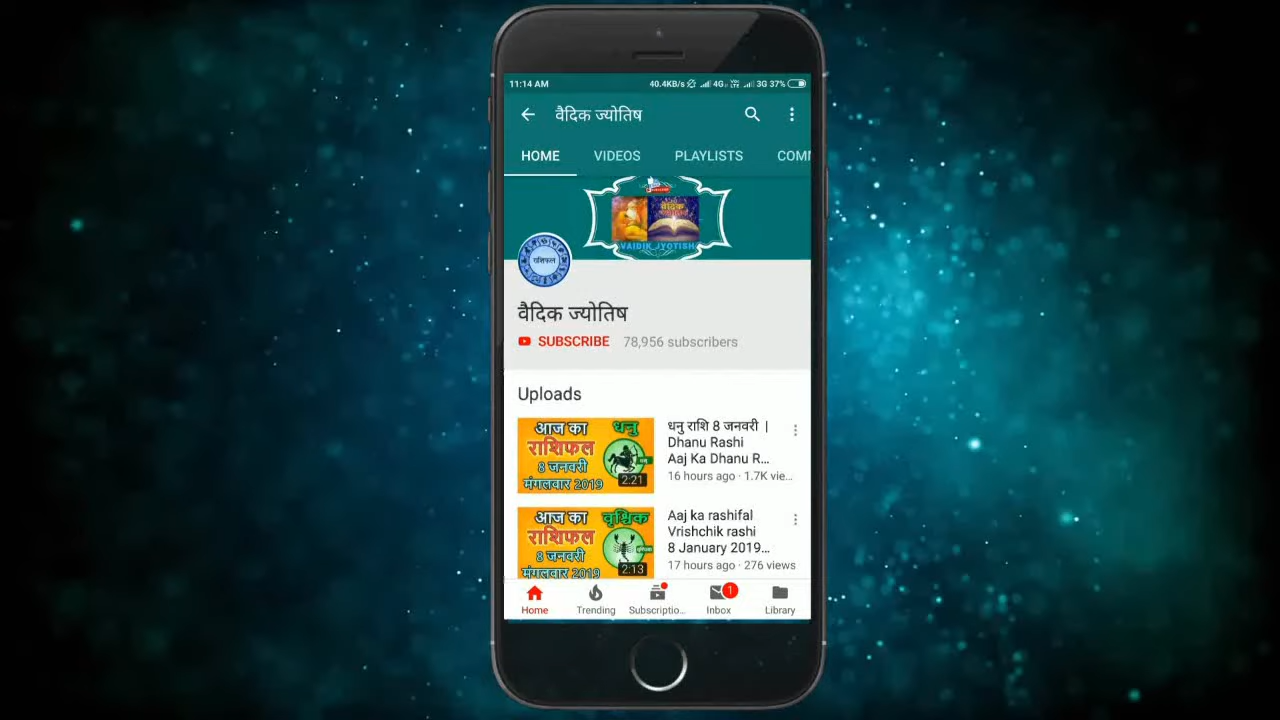 11:14 AM
40.4KB/s 4G VoLTE 3G 37%
वैदिक ज्योतिष
HOME VIDEOS PLAYLISTS COM
वैदिक
VAIDIK JYOTISH
राशिफल
वैदिक ज्योतिष
SUBSCRIBE 78,956 subscribers
Uploads
आज का धनु
राशिफल
8 जनवरी
मंगलवार 2019
2:21
धनु राशि 8 जनवरी |
Dhanu Rashi
Aaj Ka Dhanu R...
16 hours ago · 1.7K vie...
आज का वृश्चिक
राशिफल
8 जनवरी
मंगलवार 2019
2:13
Aaj ka rashifal
Vrishchik rashi
8 January 2019...
17 hours ago · 276 views
1
Home Trending Subscriptio... Inbox Library